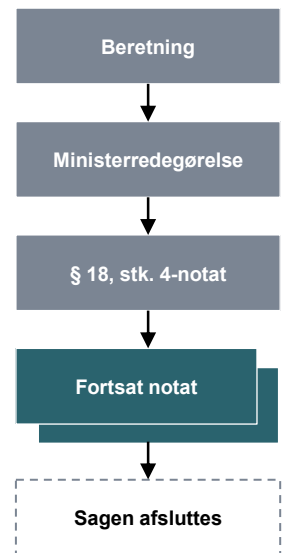 Beretning
Ministerredegørelse
§ 18, stk. 4-notat
Fortsat notat
Sagen afsluttes